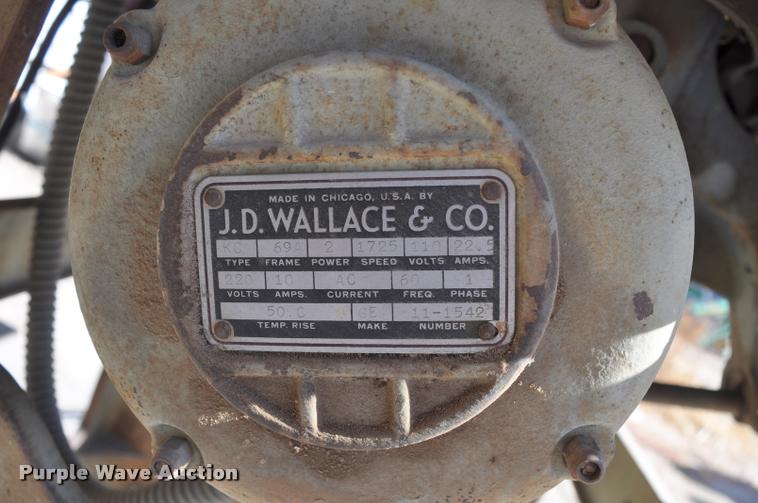 MADE IN CHICAGO, U.S.A. BY
J.D. WALLACE & CO.
KC 69A 2 1725 110 22.5
TYPE FRAME POWER SPEED VOLTS AMPS.
220 10 AC 60 1
VOLTS AMPS. CURRENT FREQ. PHASE
50.C GE 11-1542
TEMP. RISE MAKE NUMBER
Purple Wave Auction